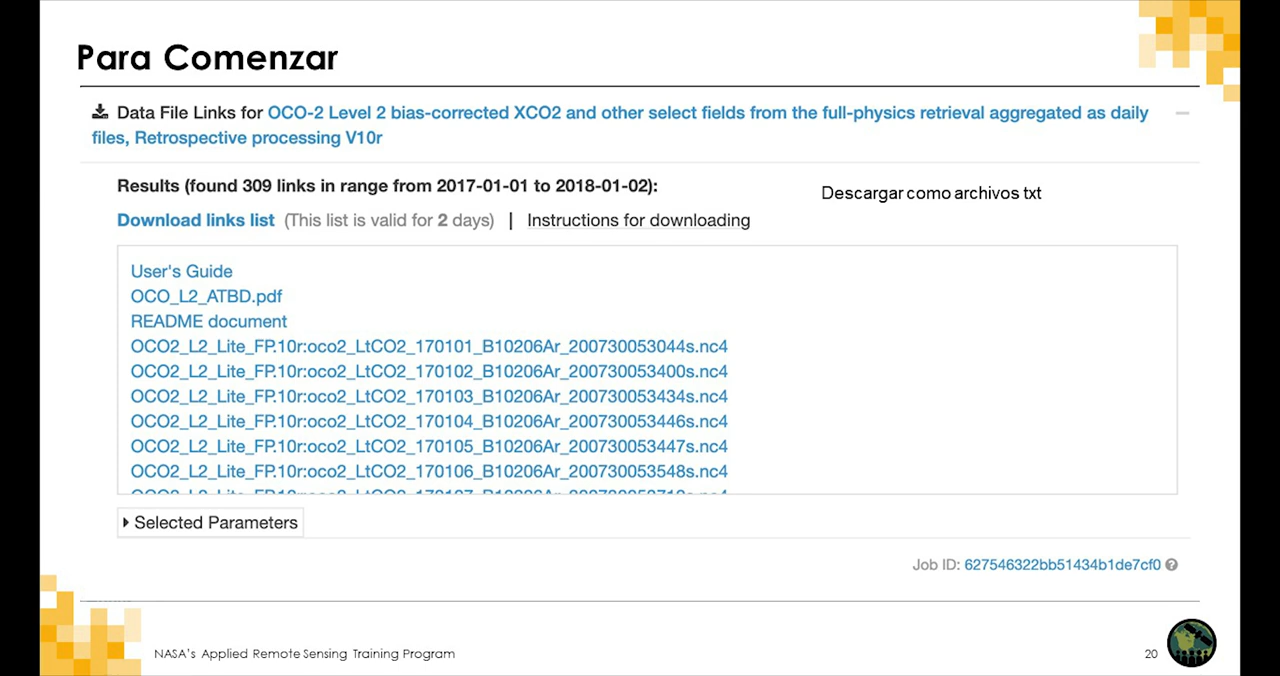 Para Comenzar
Data File Links for OCO-2 Level 2 bias-corrected XCO2 and other select fields from the full-physics retrieval aggregated as daily
files, Retrospective processing V10r
Results (found 309 links in range from 2017-01-01 to 2018-01-02):
Descargar como archivos txt
Download links list (This list is valid for 2 days) | Instructions for downloading
User's Guide
OCO_L2_ATBD.pdf
README document
OCO2_L2_Lite_FP.10r:oco2_LtCO2_170101_B10206Ar_200730053044s.nc4
OCO2_L2_Lite_FP.10r:oco2_LtCO2_170102_B10206Ar_200730053400s.nc4
OCO2_L2_Lite_FP.10r:oco2_LtCO2_170103_B10206Ar_200730053434s.nc4
OCO2_L2_Lite_FP.10r:oco2_LtCO2_170104_B10206Ar_200730053446s.nc4
OCO2_L2_Lite_FP.10r:oco2_LtCO2_170105_B10206Ar_200730053447s.nc4
OCO2_L2_Lite_FP.10r:oco2_LtCO2_170106_B10206Ar_200730053548s.nc4
Selected Parameters
Job ID: 627546322bb51434b1de7cf0
NASA's Applied Remote Sensing Training Program
20